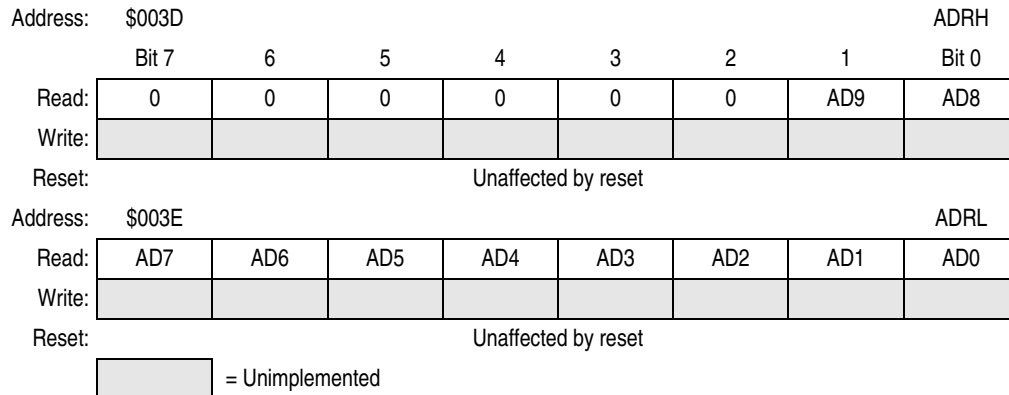 Address: $003D ADRH
Bit 7 6 5 4 3 2 1 Bit 0
Read: 0 0 0 0 0 0 AD9 AD8
Write:
Reset: Unaffected by reset
Address: $003E ADRL
Read: AD7 AD6 AD5 AD4 AD3 AD2 AD1 AD0
Write:
Reset: Unaffected by reset
= Unimplemented